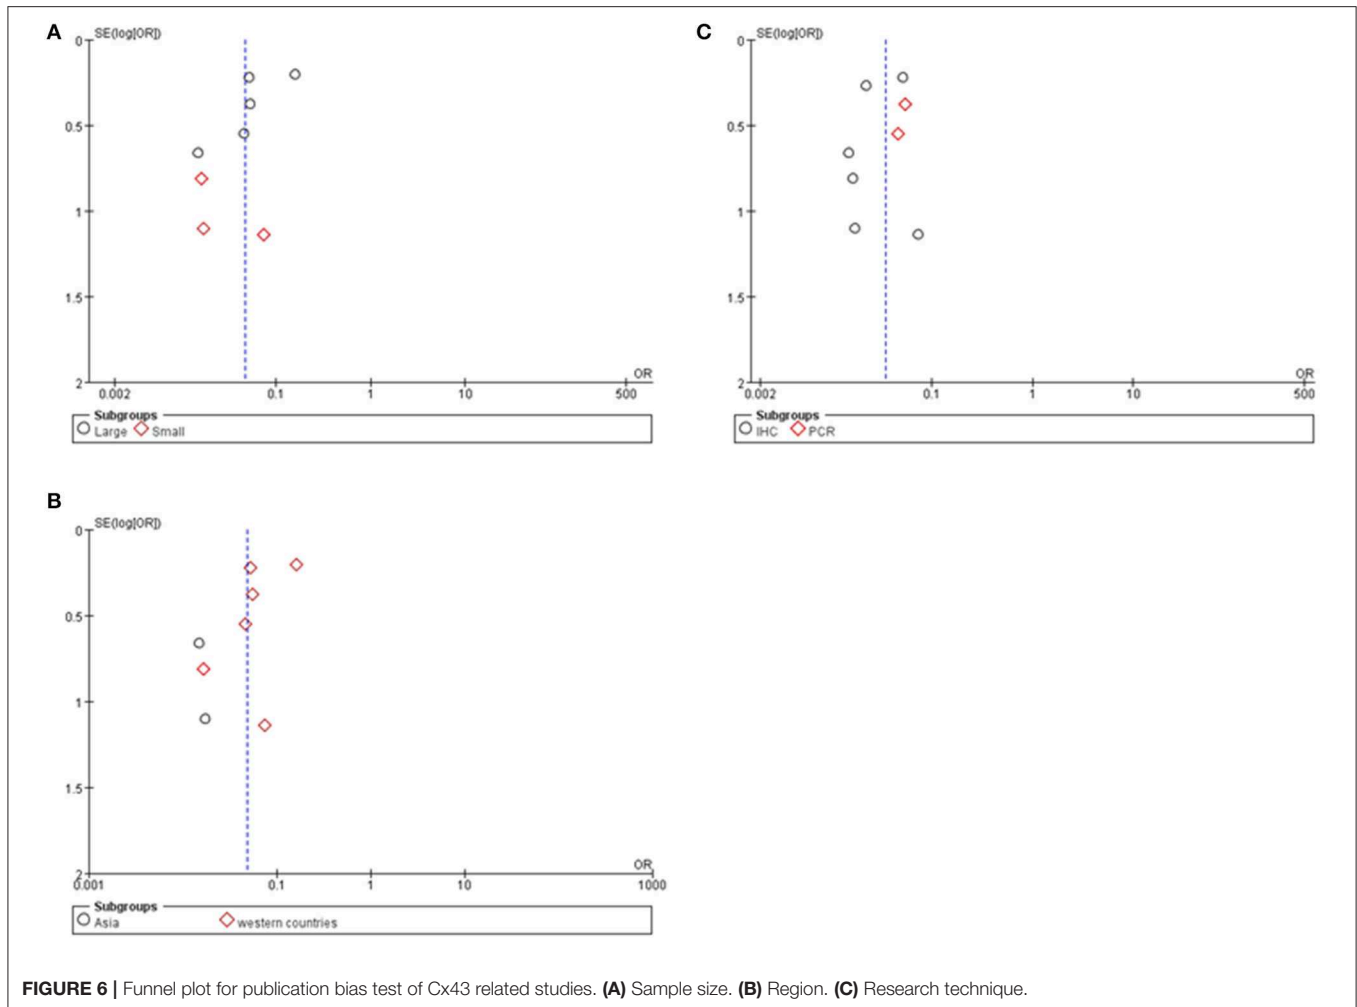 A
SE(log[OR])
0
0.5
1
1.5
2
0.002
0.1
1
10
500
OR
Subgroups
Large
Small
C
SE(log[OR])
0
0.5
1
1.5
2
0.002
0.1
1
10
500
OR
Subgroups
IHC
PCR
B
SE(log[OR])
0
0.5
1
1.5
2
0.001
0.1
1
10
1000
OR
Subgroups
Asia
western countries
FIGURE 6 | Funnel plot for publication bias test of Cx43 related studies. (A) Sample size. (B) Region. (C) Research technique.